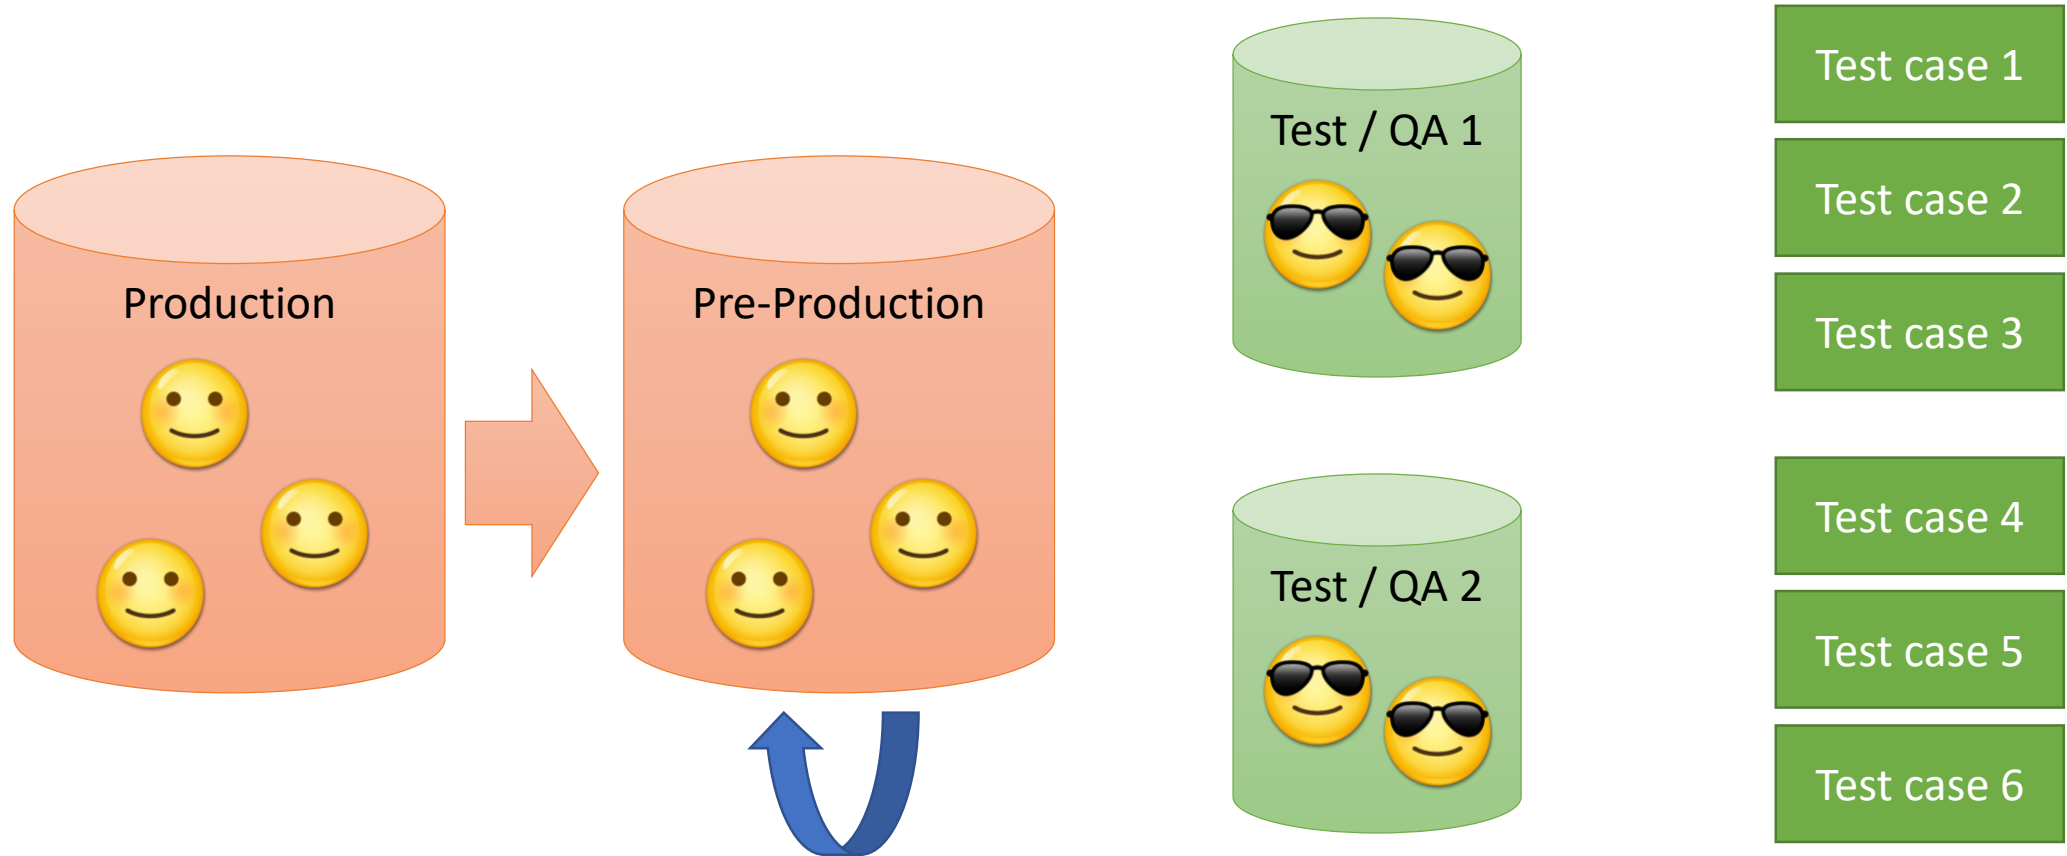 Production
Pre-Production
Test / QA 1
Test / QA 2
Test case 1
Test case 2
Test case 3
Test case 4
Test case 5
Test case 6